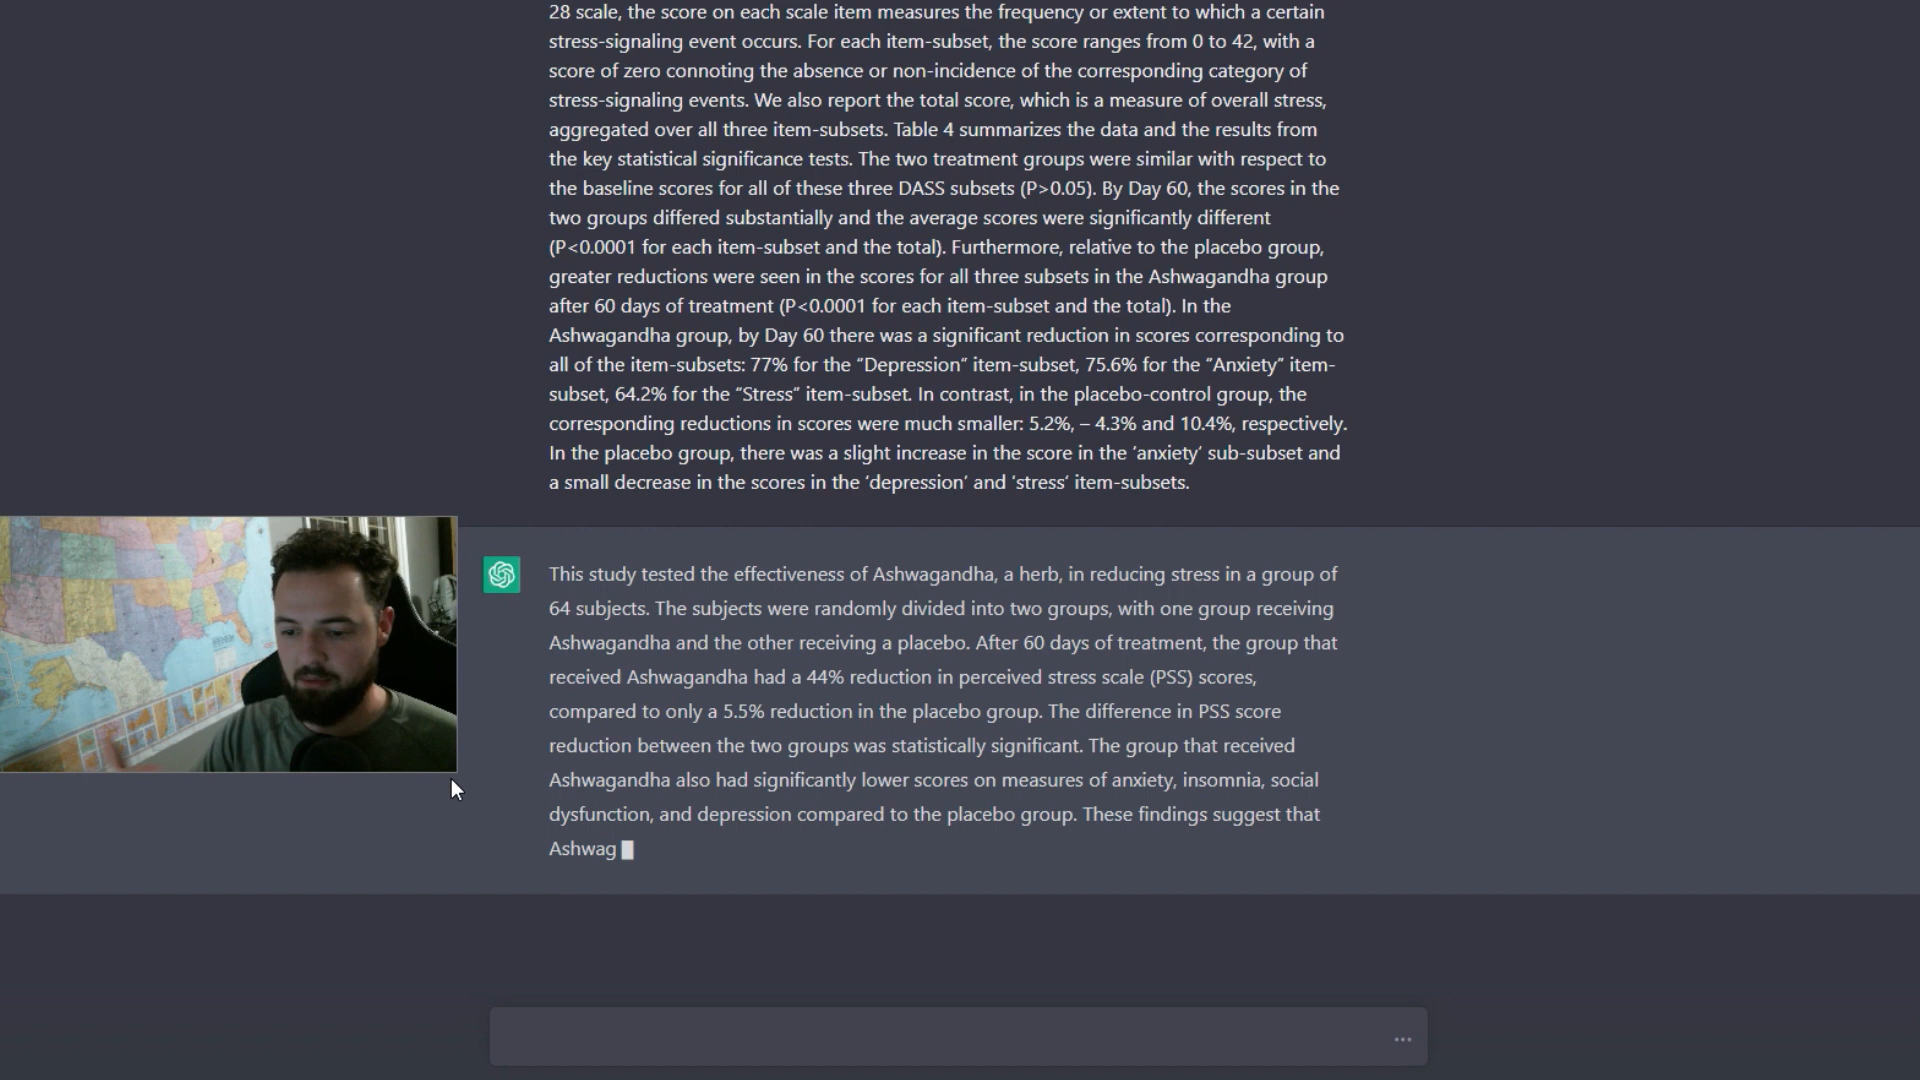 28 scale, the score on each scale item measures the frequency or extent to which a certain
stress-signaling event occurs. For each item-subset, the score ranges from 0 to 42, with a
score of zero connoting the absence or non-incidence of the corresponding category of
stress-signaling events. We also report the total score, which is a measure of overall stress,
aggregated over all three item-subsets. Table 4 summarizes the data and the results from
the key statistical significance tests. The two treatment groups were similar with respect to
the baseline scores for all of these three DASS subsets (P>0.05). By Day 60, the scores in the
two groups differed substantially and the average scores were significantly different
(P<0.0001 for each item-subset and the total). Furthermore, relative to the placebo group,
greater reductions were seen in the scores for all three subsets in the Ashwagandha group
after 60 days of treatment (P<0.0001 for each item-subset and the total). In the
Ashwagandha group, by Day 60 there was a significant reduction in scores corresponding to
all of the item-subsets: 77% for the “Depression” item-subset, 75.6% for the “Anxiety” item-
subset, 64.2% for the “Stress” item-subset. In contrast, in the placebo-control group, the
corresponding reductions in scores were much smaller: 5.2%, – 4.3% and 10.4%, respectively.
In the placebo group, there was a slight increase in the score in the ‘anxiety’ sub-subset and
a small decrease in the scores in the ‘depression’ and ‘stress’ item-subsets.
This study tested the effectiveness of Ashwagandha, a herb, in reducing stress in a group of
64 subjects. The subjects were randomly divided into two groups, with one group receiving
Ashwagandha and the other receiving a placebo. After 60 days of treatment, the group that
received Ashwagandha had a 44% reduction in perceived stress scale (PSS) scores,
compared to only a 5.5% reduction in the placebo group. The difference in PSS score
reduction between the two groups was statistically significant. The group that received
Ashwagandha also had significantly lower scores on measures of anxiety, insomnia, social
dysfunction, and depression compared to the placebo group. These findings suggest that
Ashwag